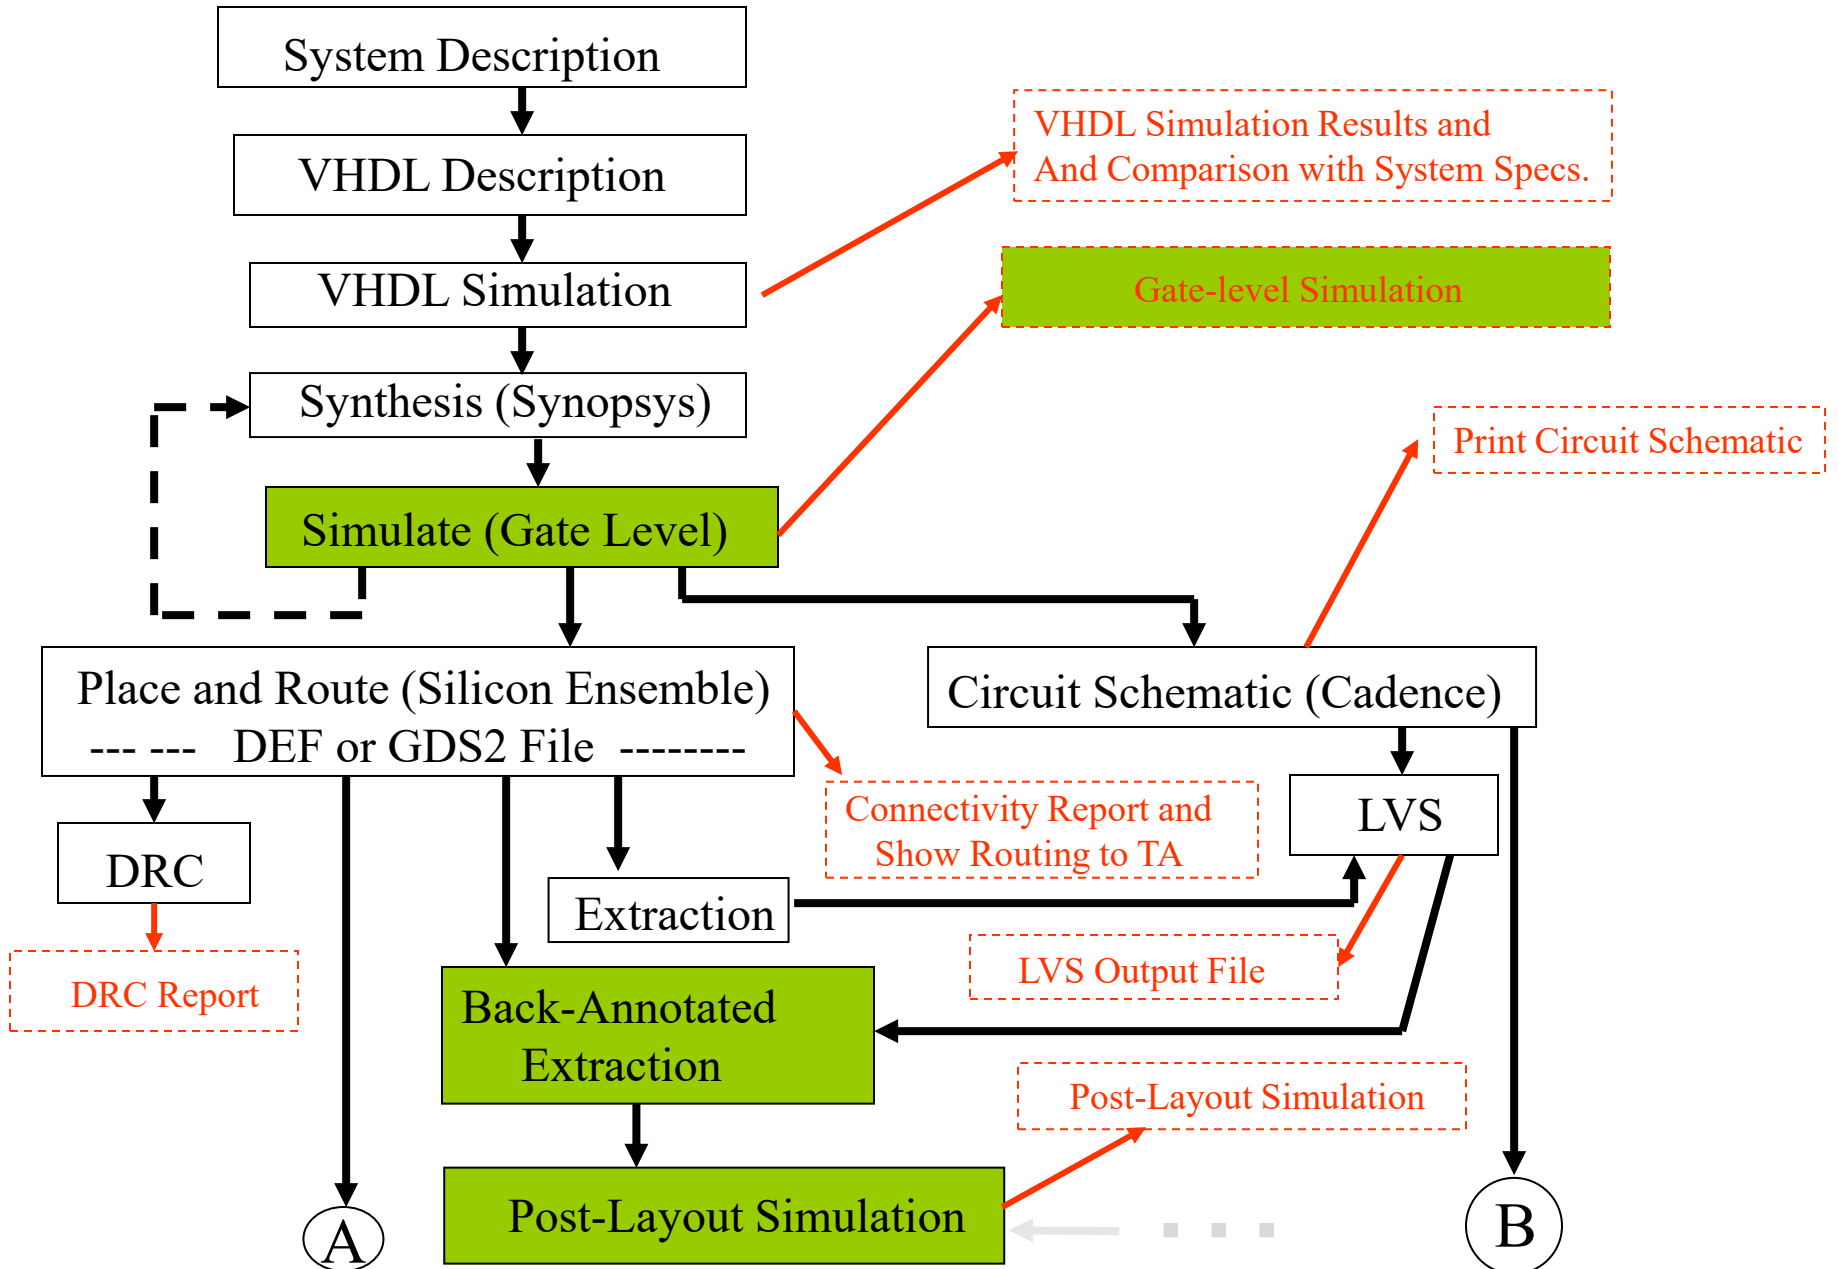 System Description
VHDL Description
VHDL Simulation Results and
And Comparison with System Specs.
VHDL Simulation
Gate-level Simulation
Synthesis (Synopsys)
Print Circuit Schematic
Simulate (Gate Level)
Place and Route (Silicon Ensemble)
--- --- DEF or GDS2 File --------
Circuit Schematic (Cadence)
Connectivity Report and
Show Routing to TA
LVS
DRC
Extraction
LVS Output File
DRC Report
Back-Annotated
Extraction
Post-Layout Simulation
Post-Layout Simulation
A
B